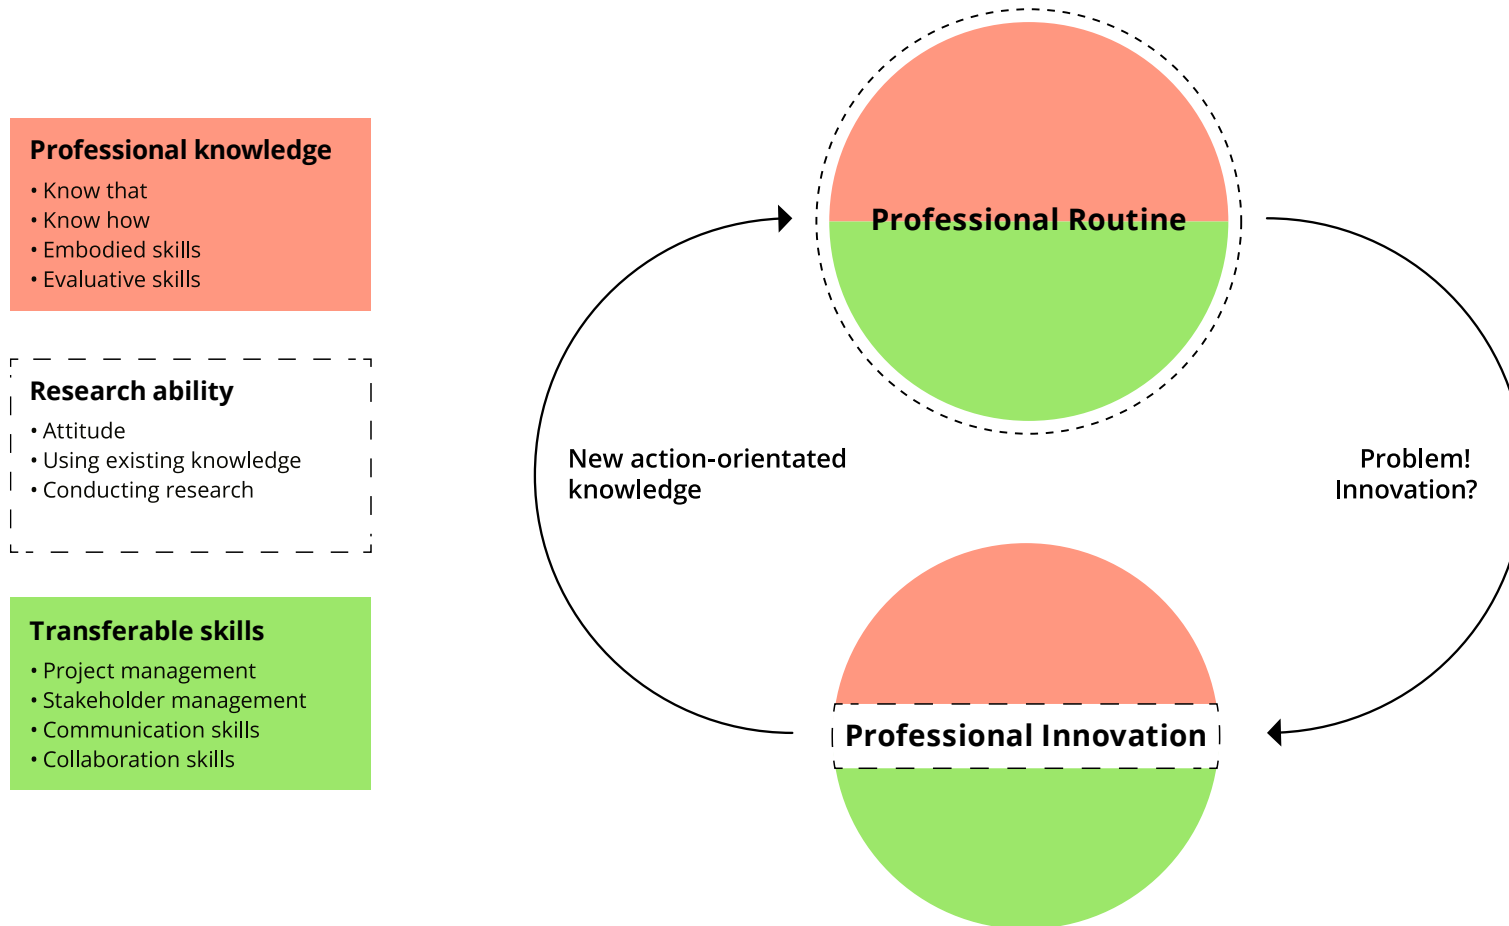 Professional knowledge
• Know that
• Know how
• Embodied skills
• Evaluative skills
Research ability
• Attitude
• Using existing knowledge
• Conducting research
Transferable skills
• Project management
• Stakeholder management
• Communication skills
• Collaboration skills
Professional Routine
New action-orientated
knowledge
Problem!
Innovation?
Professional Innovation